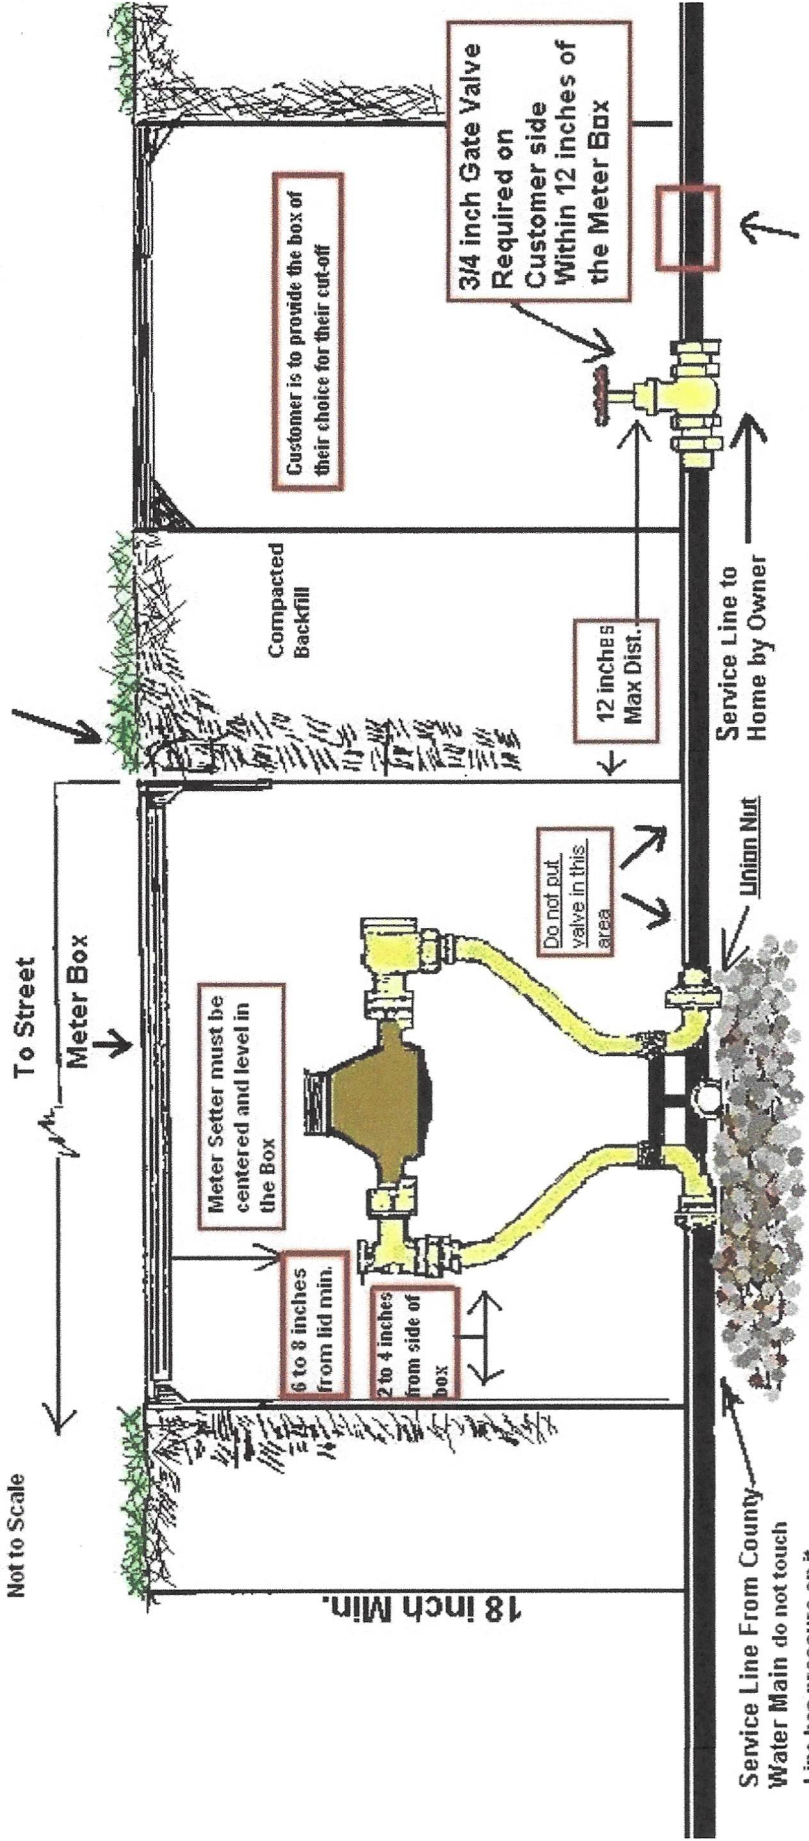 Not to Scale
To Street
Meter Box
Meter Setter must be
centered and level in
the Box
6 to 8 inches
from lid min.
2 to 4 inches
from side of
box
18 inch Min.
Compacted
Backfill
Customer is to provide the box of
their choice for their cut-off
3/4 inch Gate Valve
Required on
Customer side
Within 12 inches of
the Meter Box
12 inches
Max Dist.
Do not put
valve in this
area
Union Nut
Service Line to
Home by Owner
Service Line From County
Water Main do not touch